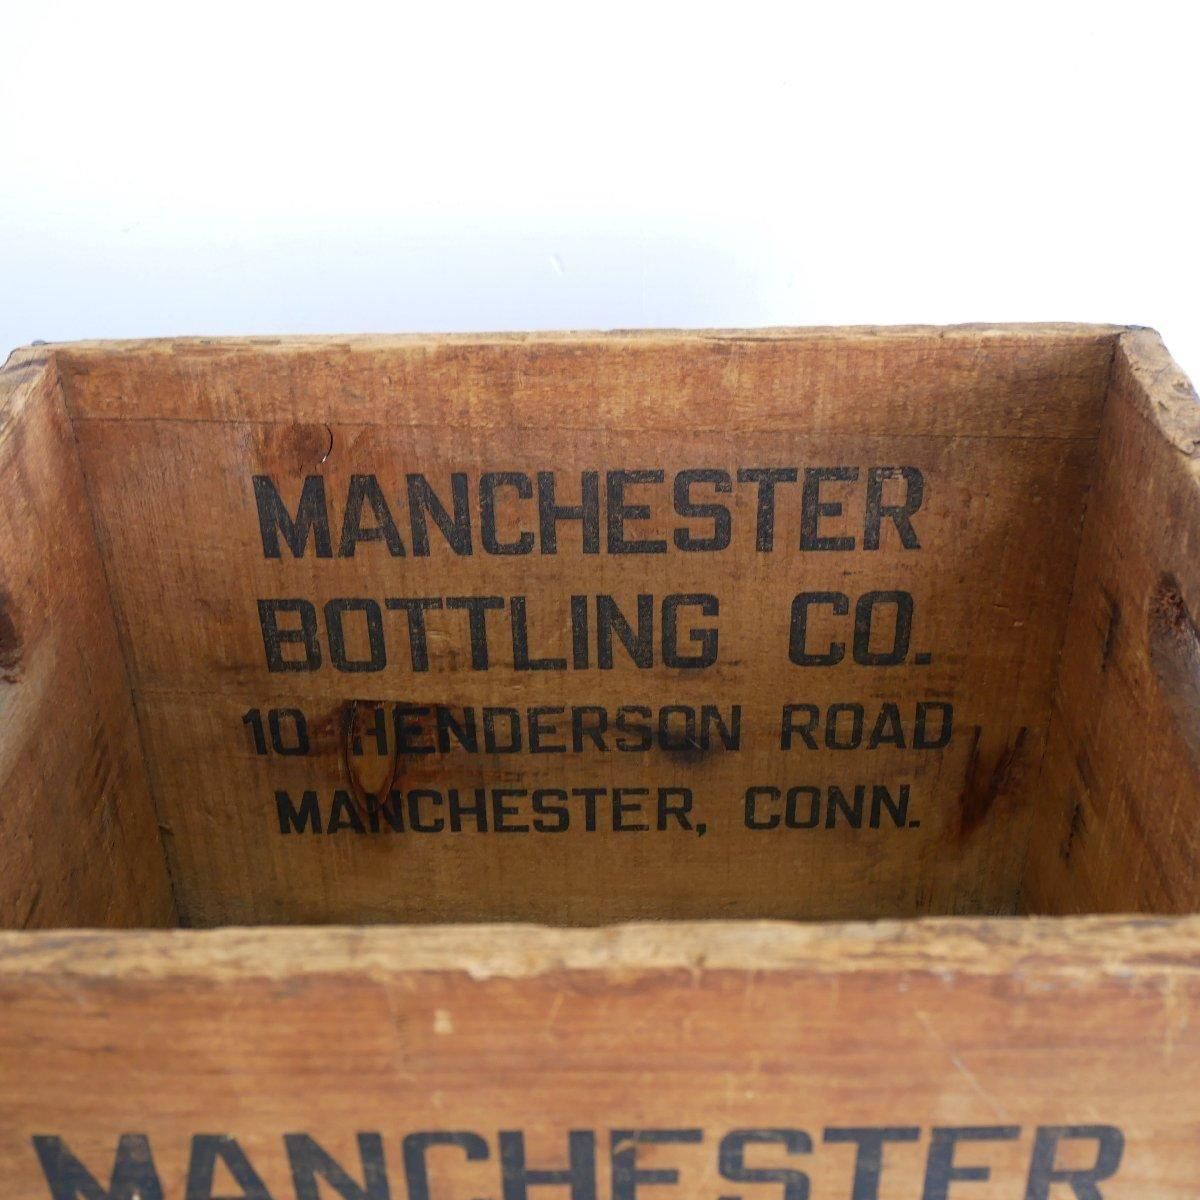 MANCHESTER
BOTTLING CO.
10 HENDERSON ROAD
MANCHESTER, CONN.
MANCHESTER